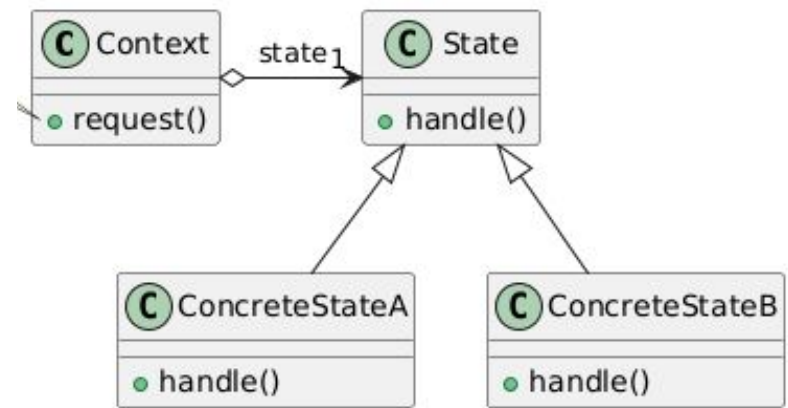 C Context
state 1
C State
request()
handle()
C ConcreteStateA
C ConcreteStateB
handle()
handle()